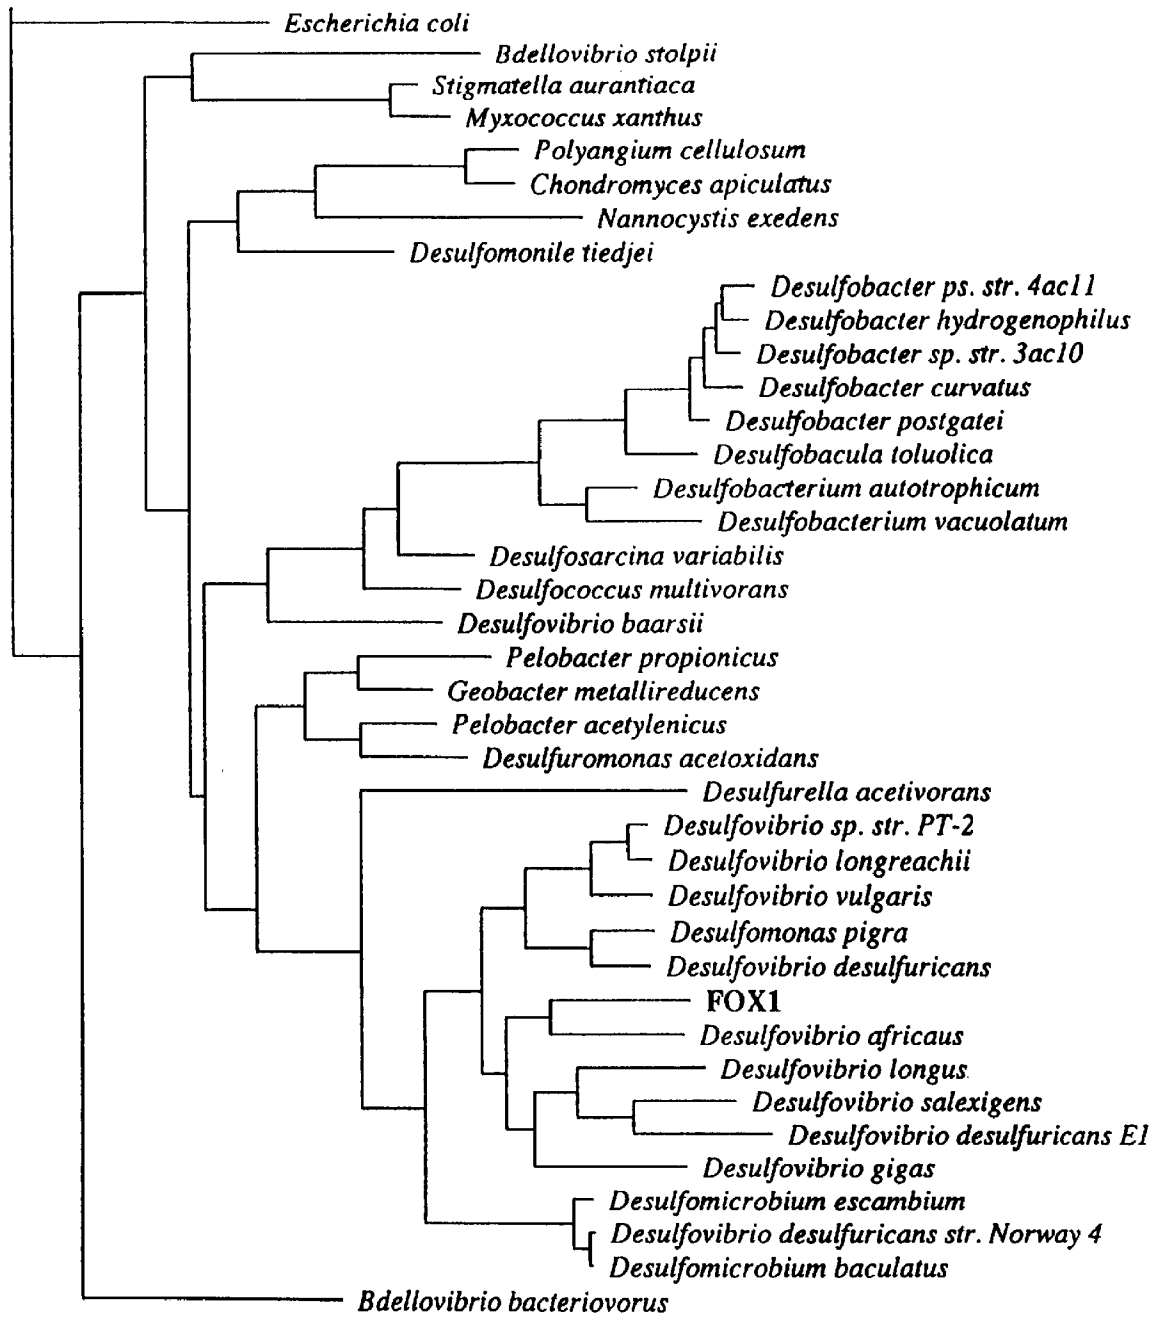 Escherichia coli
Bdellovibrio stolpii
Stigmatella aurantiaca
Myxococcus xanthus
Polyangium cellulosum
Chondromyces apiculatus
Nannocystis exedens
Desulfomonile tiedjei
Desulfobacter ps. str. 4ac11
Desulfobacter hydrogenophilus
Desulfobacter sp. str. 3ac10
Desulfobacter curvatus
Desulfobacter postgatei
Desulfobacula toluolica
Desulfobacterium autotrophicum
Desulfobacterium vacuolatum
Desulfosarcina variabilis
Desulfococcus multivorans
Desulfovibrio baarsii
Pelobacter propionicus
Geobacter metallireducens
Pelobacter acetylenicus
Desulfuromonas acetoxidans
Desulfurella acetivorans
Desulfovibrio sp. str. PT-2
Desulfovibrio longreachii
Desulfovibrio vulgaris
Desulfomonas pigra
Desulfovibrio desulfuricans
FOX1
Desulfovibrio africaus
Desulfovibrio longus
Desulfovibrio salexigens
Desulfovibrio desulfuricans E1
Desulfovibrio gigas
Desulfomicrobium escambium
Desulfovibrio desulfuricans str. Norway 4
Desulfomicrobium baculatus
Bdellovibrio bacteriovorus